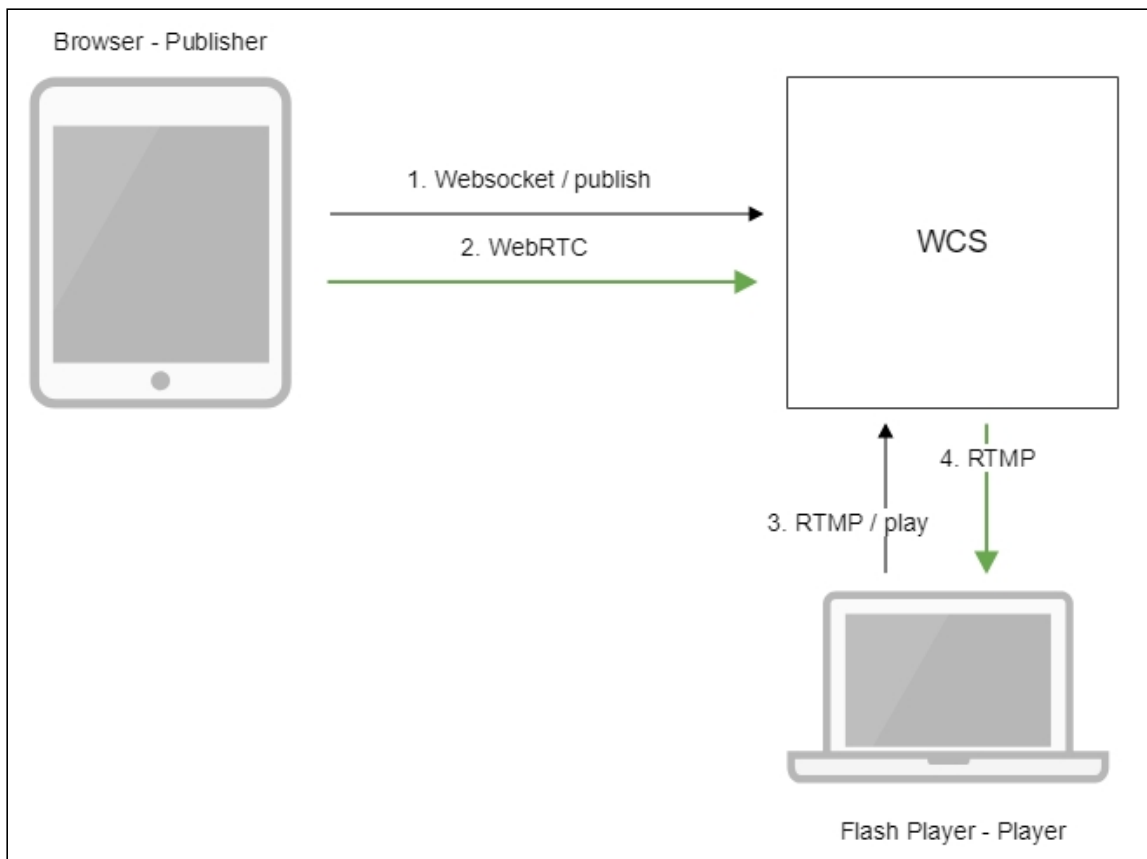 Browser - Publisher
1. Websocket / publish
2. WebRTC
WCS
4. RTMP
3. RTMP / play
Flash Player - Player